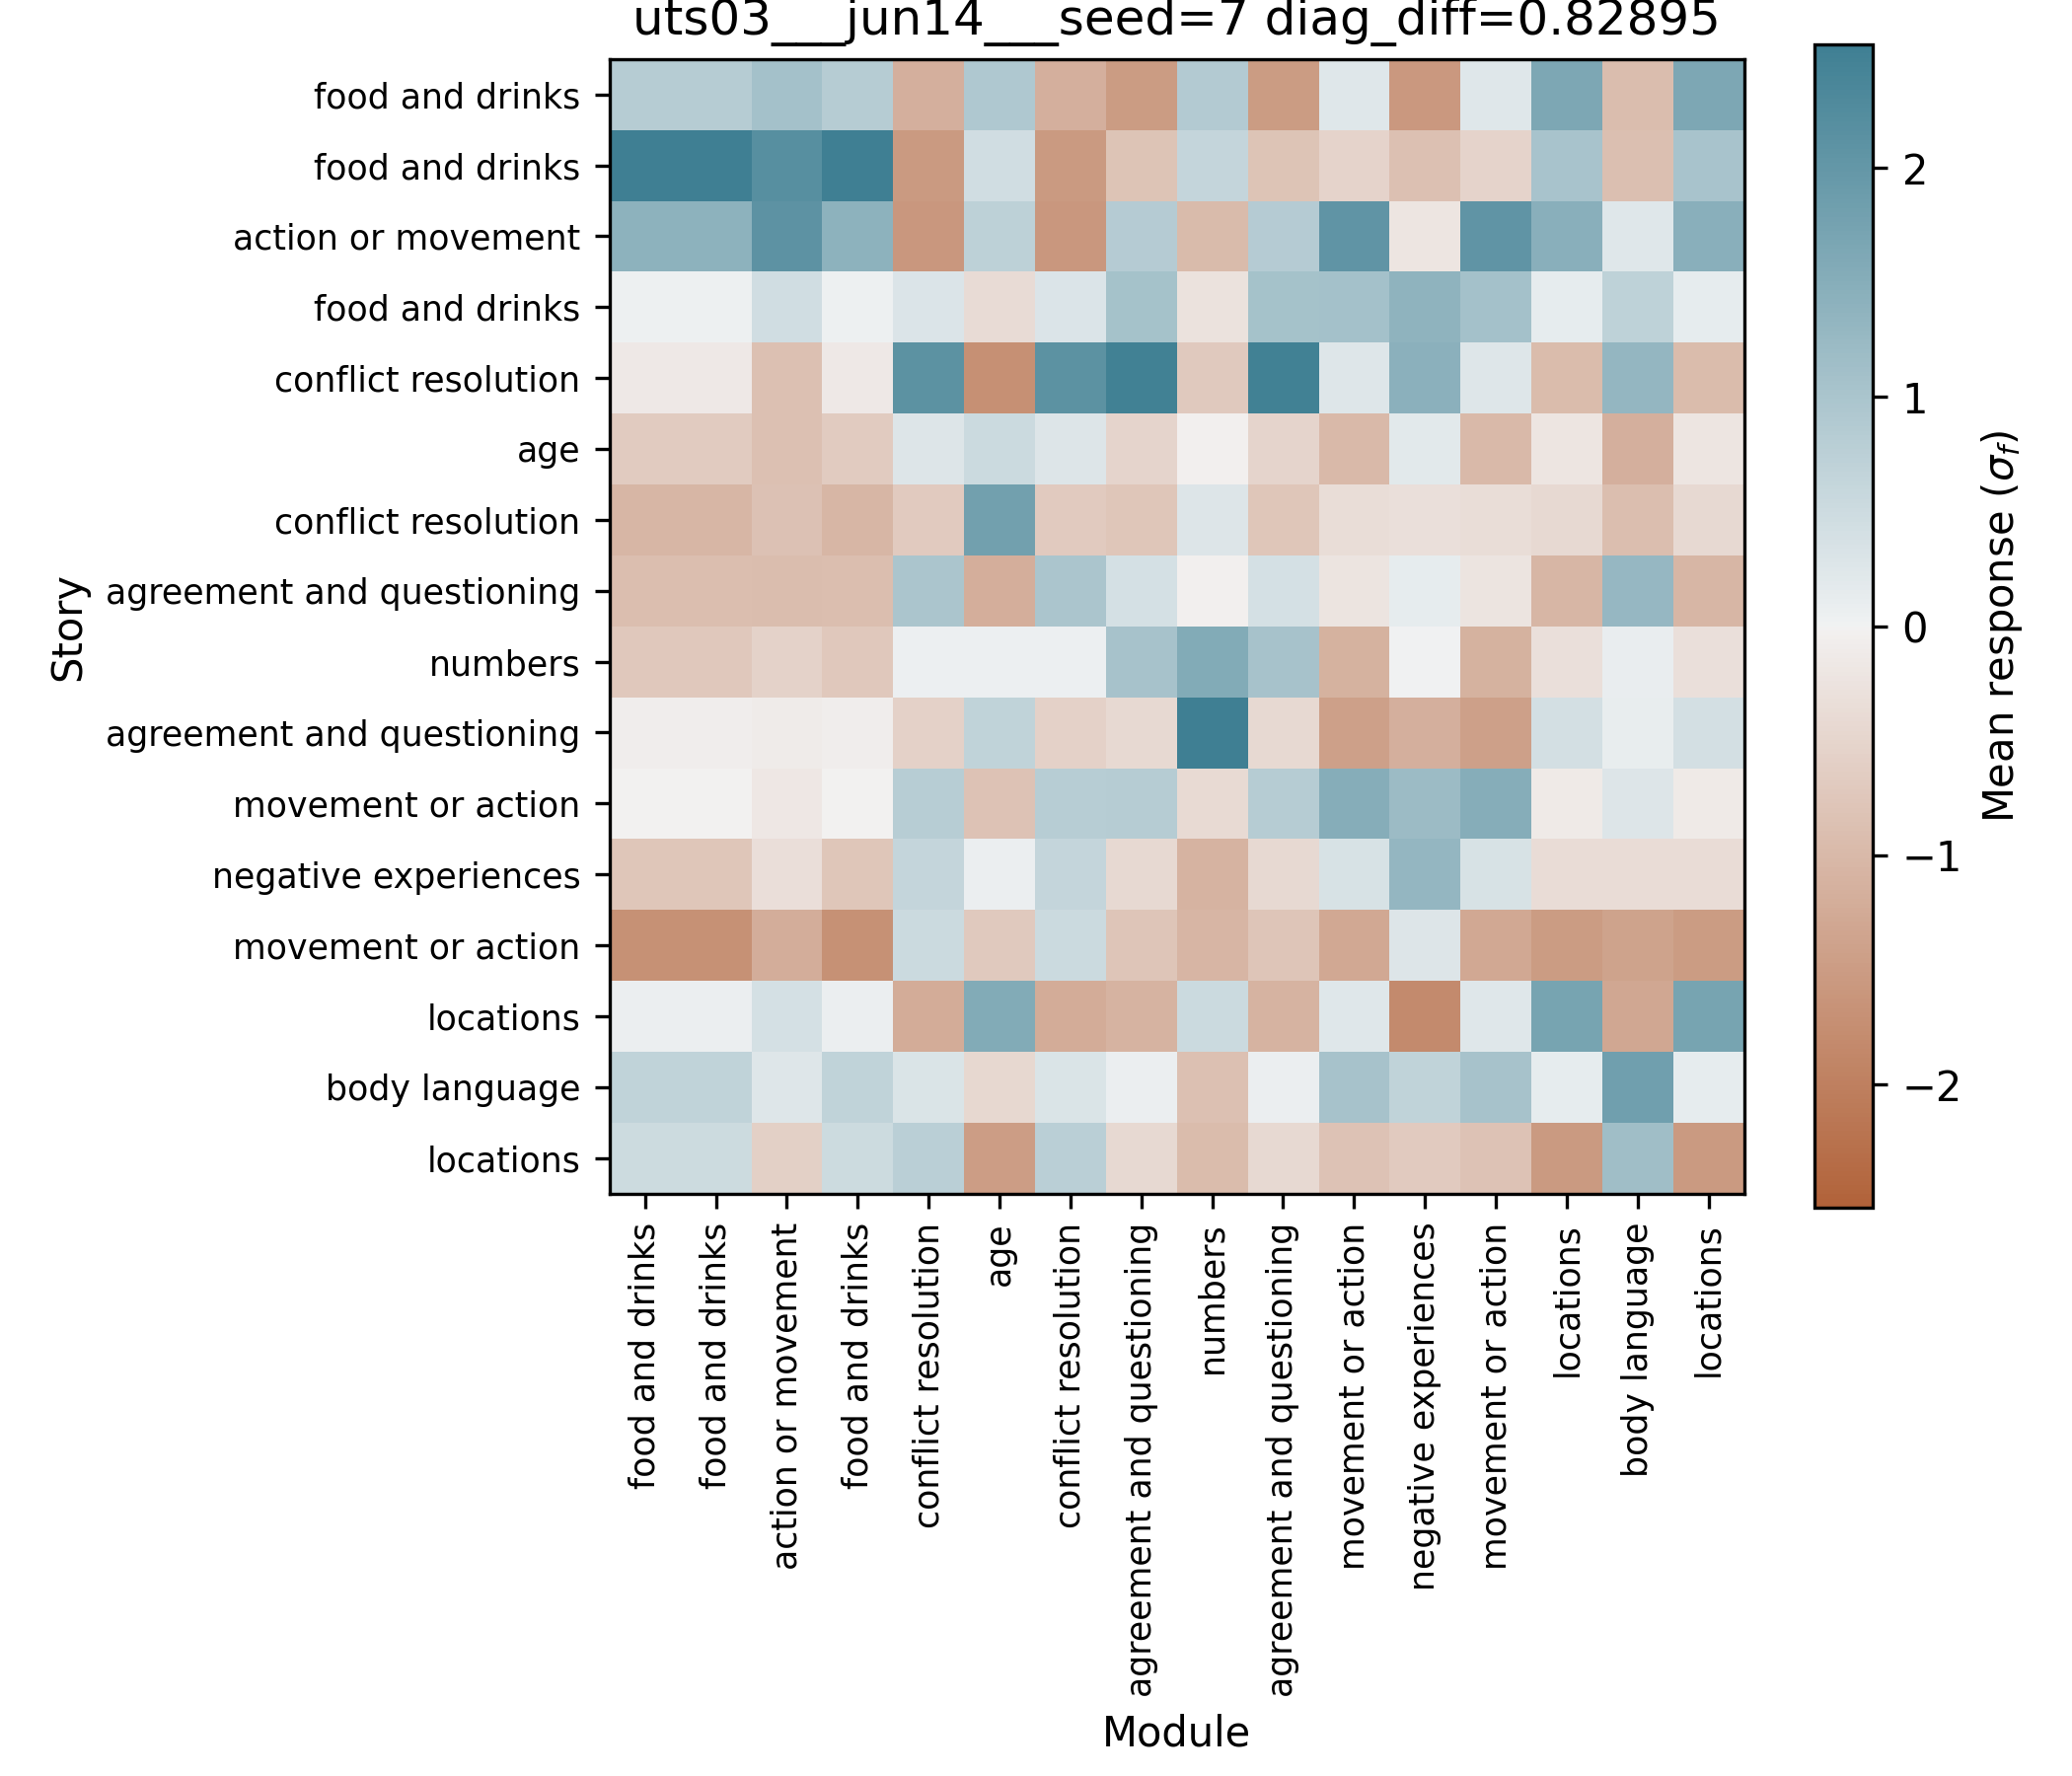 uts03___jun14___seed=7 diag_diff=0.82895
food and drinks
food and drinks
action or movement
food and drinks
conflict resolution
age
conflict resolution
agreement and questioning
numbers
agreement and questioning
movement or action
negative experiences
movement or action
locations
body language
locations
Story
food and drinks
food and drinks
action or movement
food and drinks
conflict resolution
age
conflict resolution
agreement and questioning
numbers
agreement and questioning
movement or action
negative experiences
movement or action
locations
body language
locations
Module
2
1
0
−1
−2
Mean response (σf)